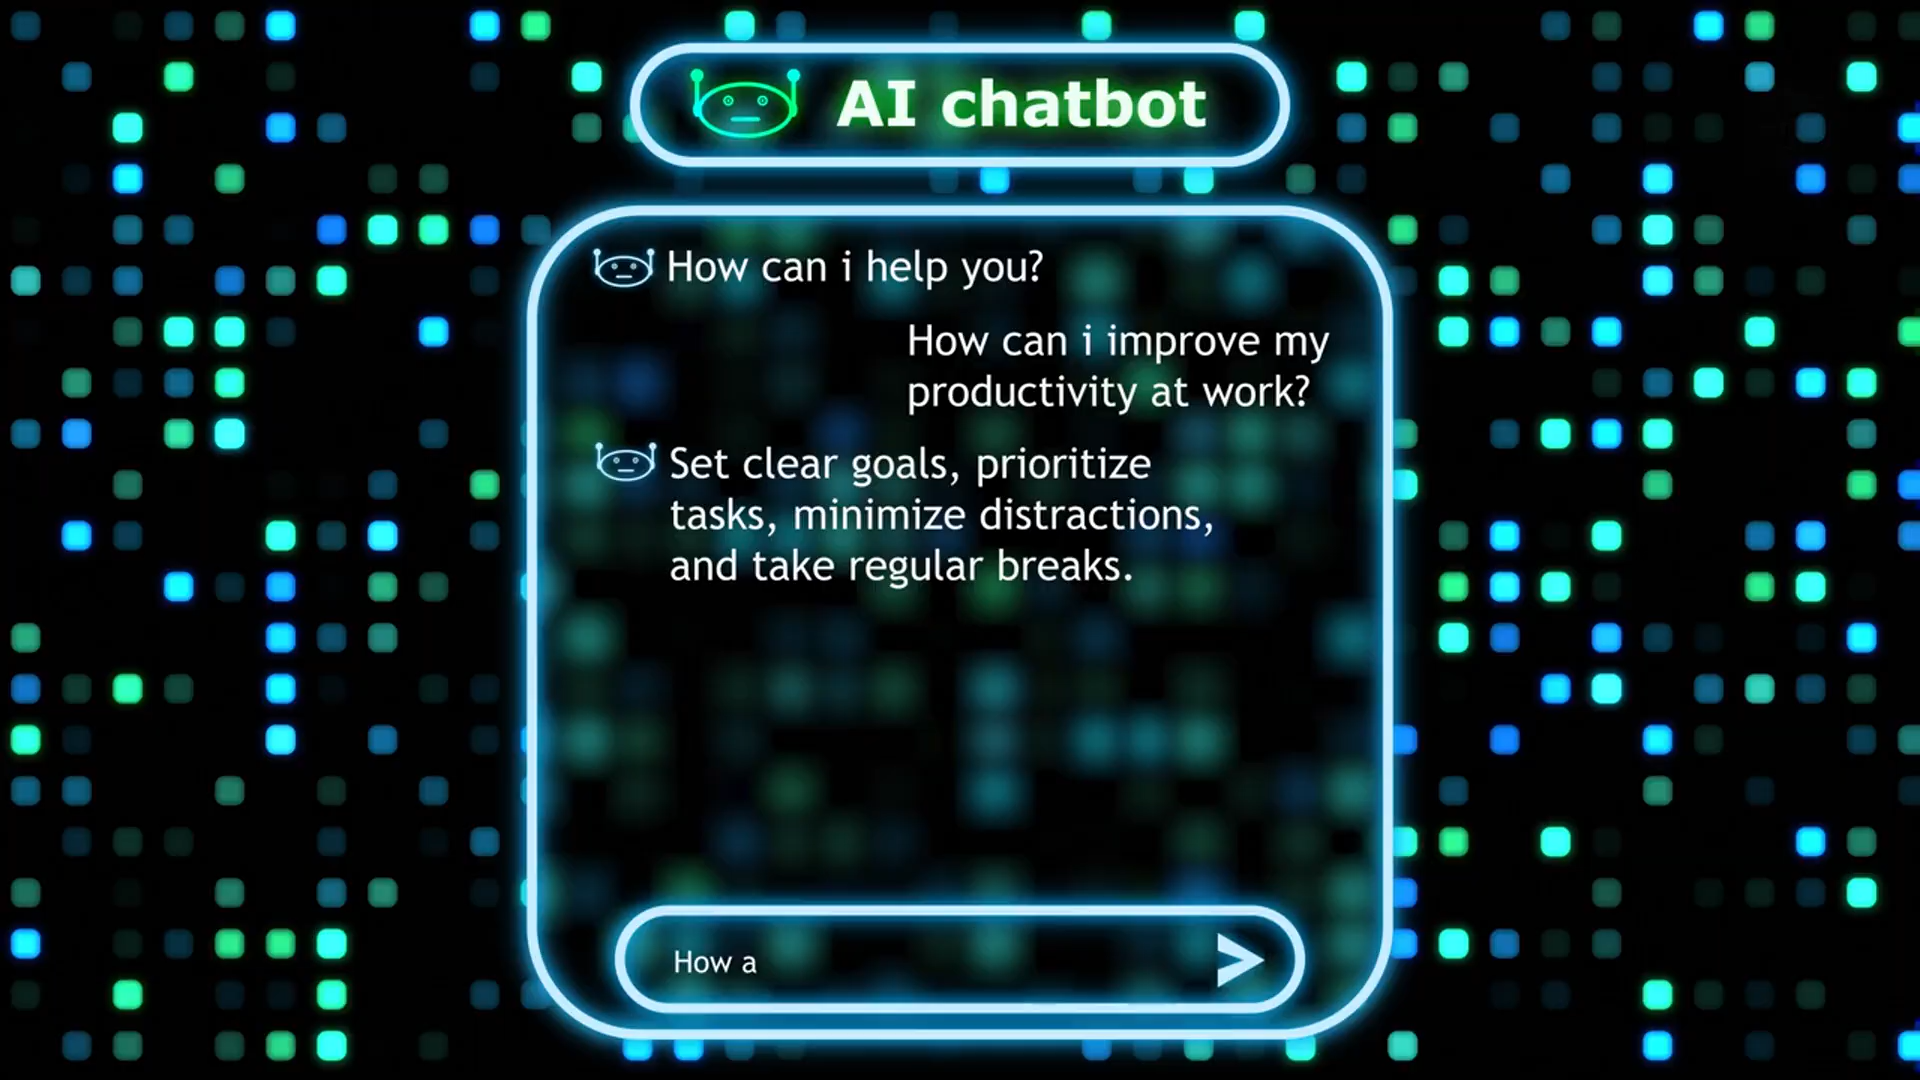 AI chatbot
How can i help you?
How can i improve my
productivity at work?
Set clear goals, prioritize
tasks, minimize distractions,
and take regular breaks.
How a